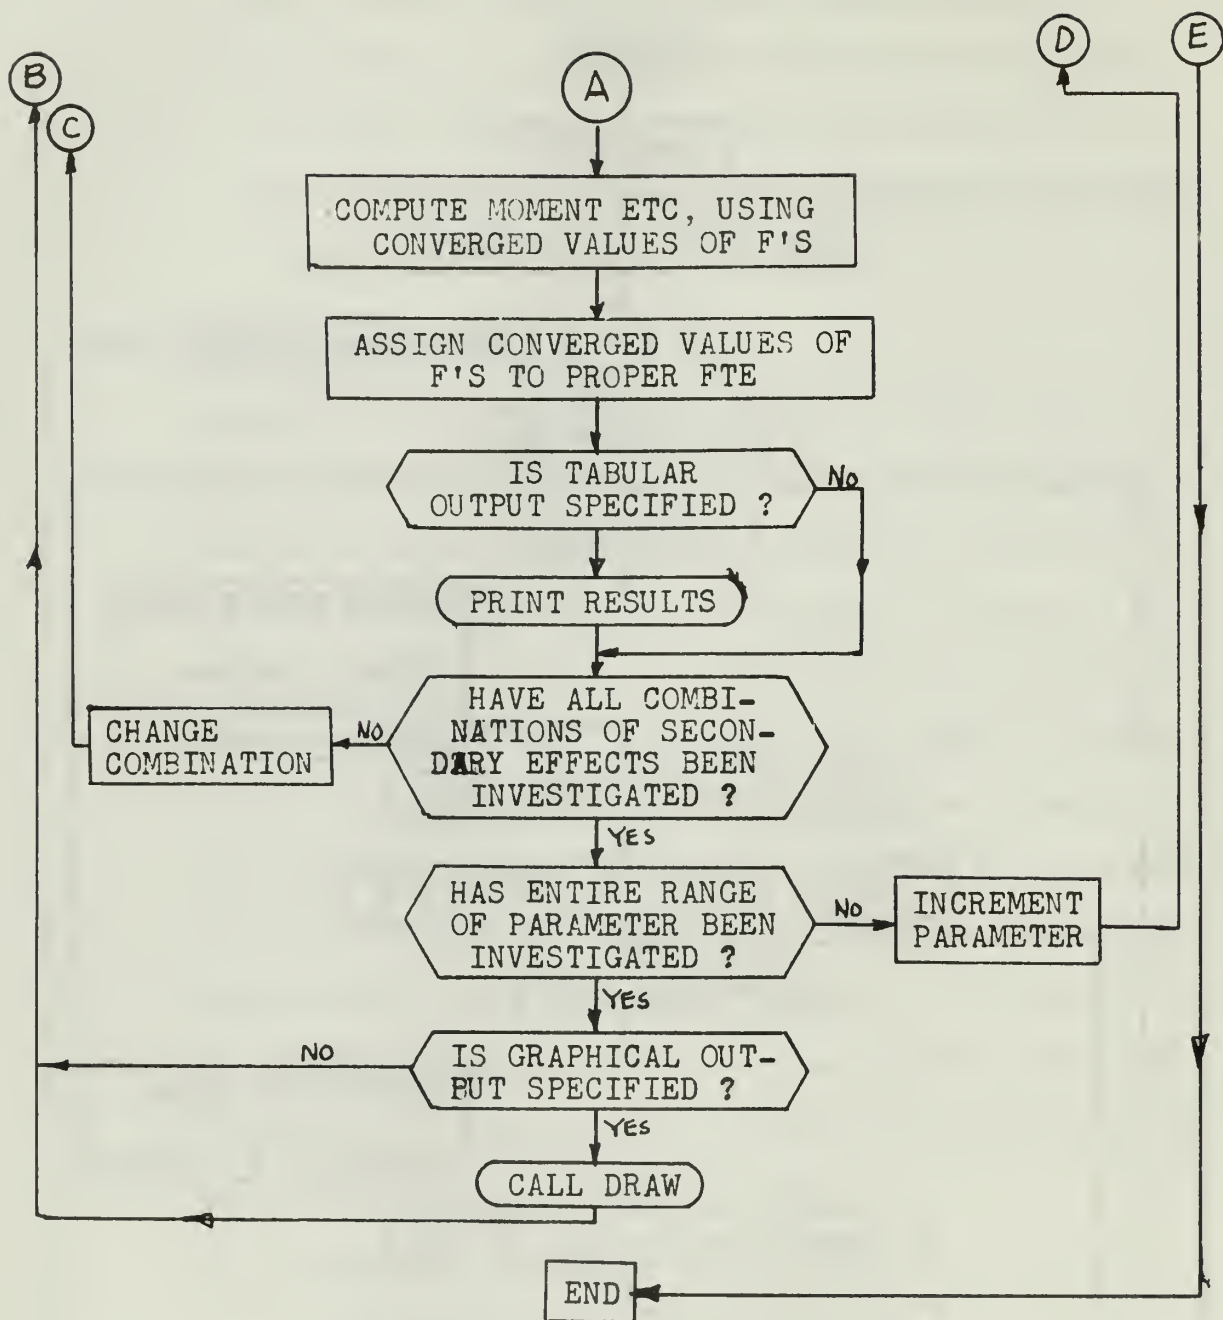 B
C
A
D
E
COMPUTE MOMENT ETC, USING
CONVERGED VALUES OF F'S
ASSIGN CONVERGED VALUES OF
F'S TO PROPER FTE
IS TABULAR
OUTPUT SPECIFIED ?
NO
PRINT RESULTS
HAVE ALL COMBI-
NATIONS OF SECON-
DARY EFFECTS BEEN
INVESTIGATED ?
NO
CHANGE
COMBINATION
YES
HAS ENTIRE RANGE
OF PARAMETER BEEN
INVESTIGATED ?
NO
INCREMENT
PARAMETER
YES
IS GRAPHICAL OUT-
PUT SPECIFIED ?
NO
YES
CALL DRAW
END